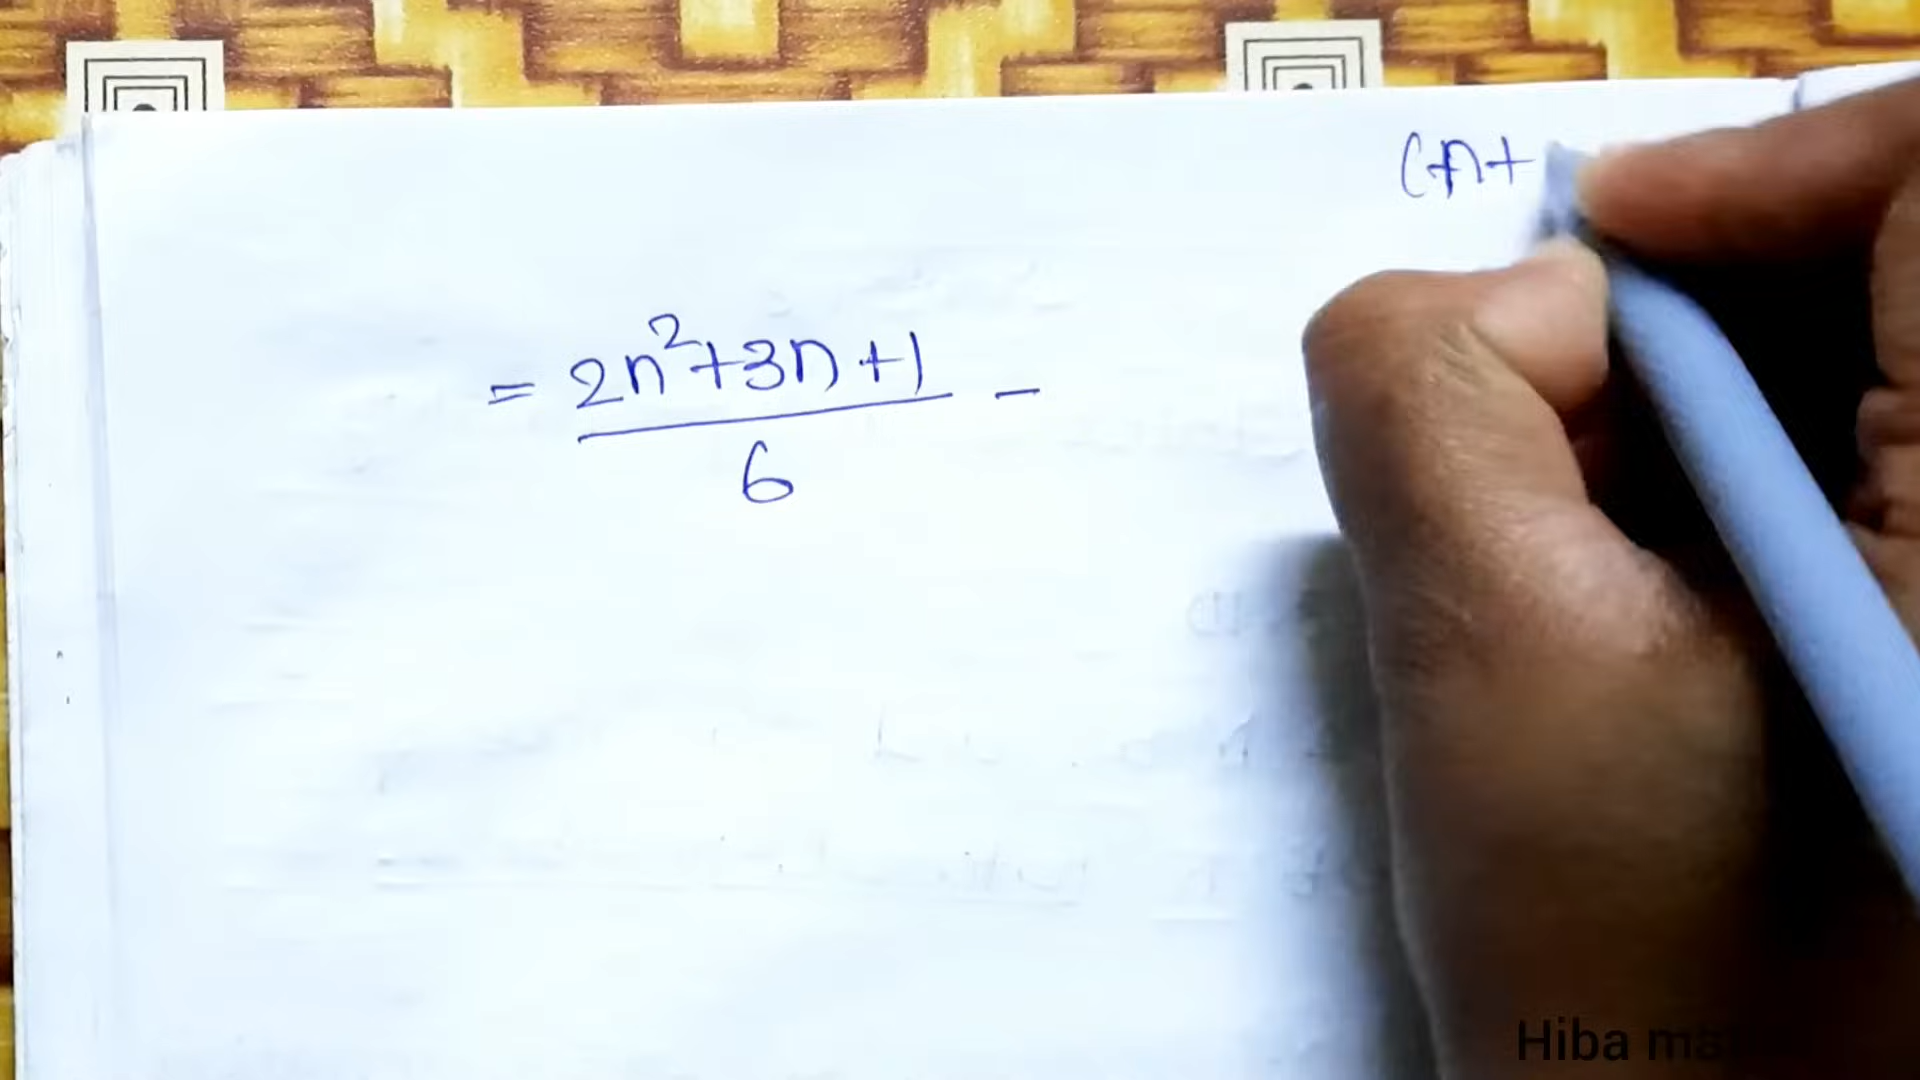 (n+
= 2n²+3n+1 -
6
Hiba